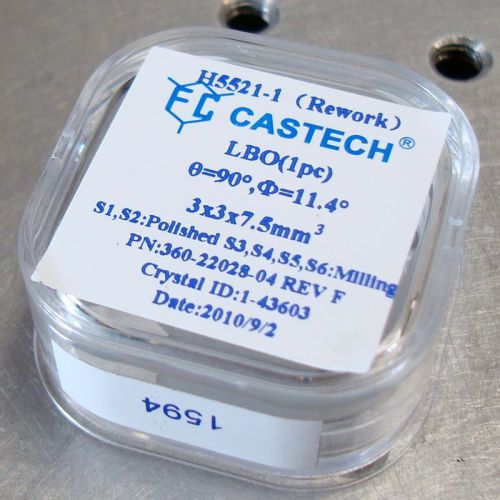 H5521-1 (Rework)
FC CASTECH®
LBO(1pc)
θ=90°,Φ=11.4°
3x3x7.5mm³
S1,S2:Polished S3,S4,S5,S6:Milling
PN:360-22028-04 REV F
Crystal ID:1-43603
Date:2010/9/2
1594